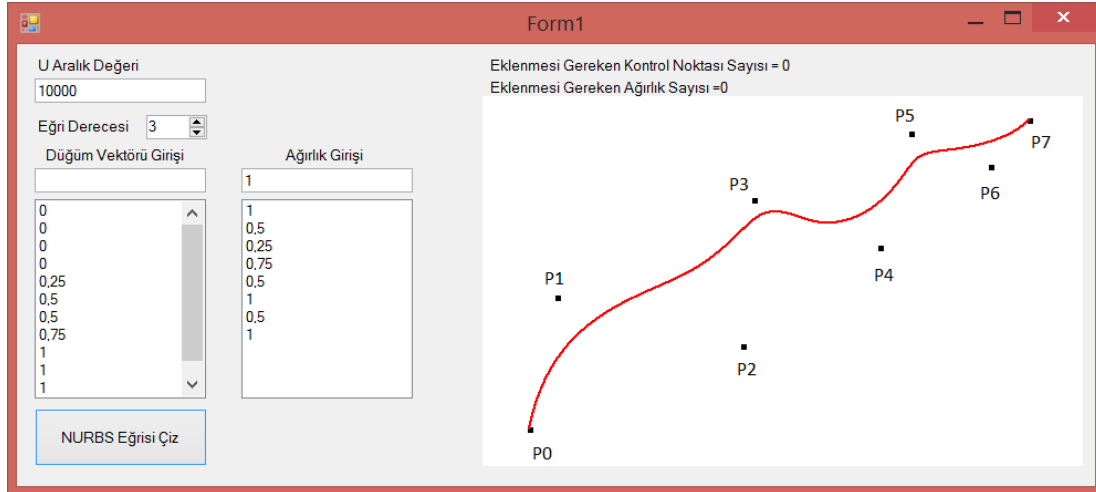 Form1
U Aralık Değeri
10000
Eğri Derecesi 3
Düğüm Vektörü Girişi
0
0
0
0
0,25
0,5
0,5
0,75
1
1
1
Ağırlık Girişi
1
1
0,5
0,25
0,75
0,5
1
0,5
1
NURBS Eğrisi Çiz
Eklenmesi Gereken Kontrol Noktası Sayısı = 0
Eklenmesi Gereken Ağırlık Sayısı =0
P5
P7
P3
P6
P4
P1
P2
P0